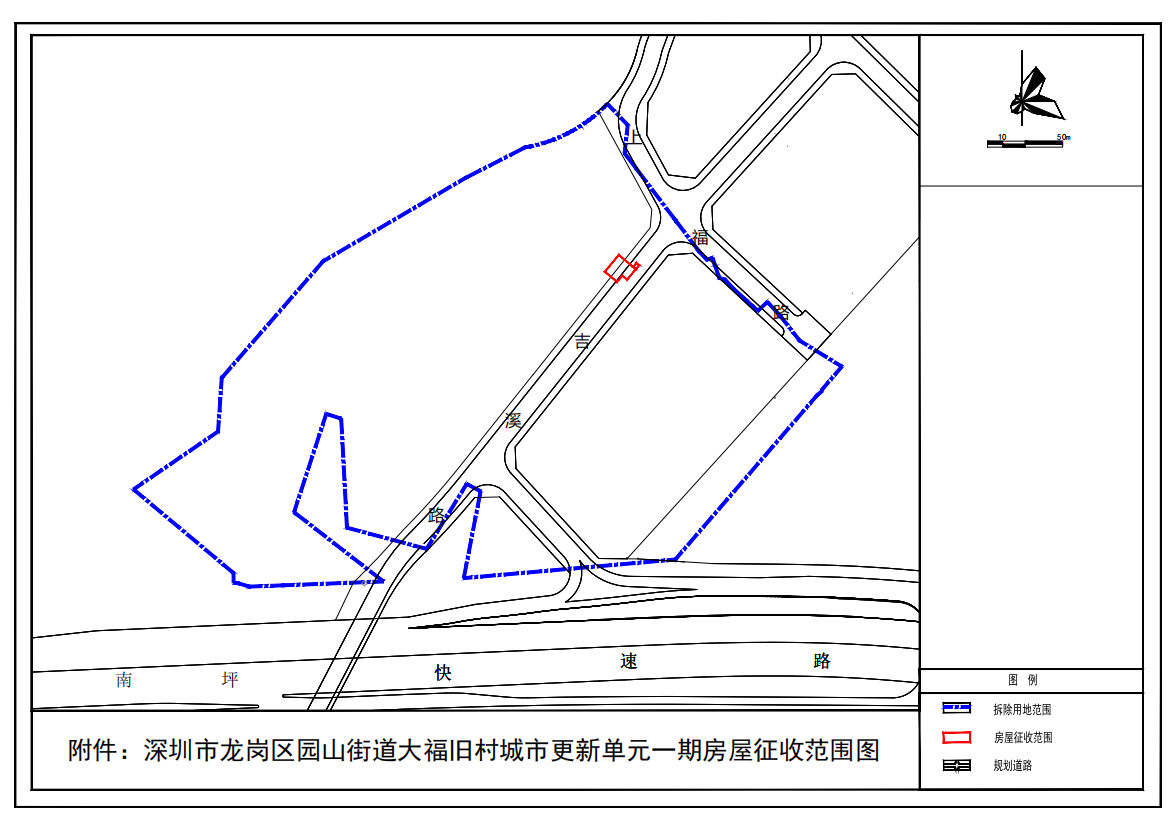 10 50m
上
福
路
吉
溪
路
南 坪 快 速 路
图 例
拆除用地范围
房屋征收范围
规划道路
附件：深圳市龙岗区园山街道大福旧村城市更新单元一期房屋征收范围图